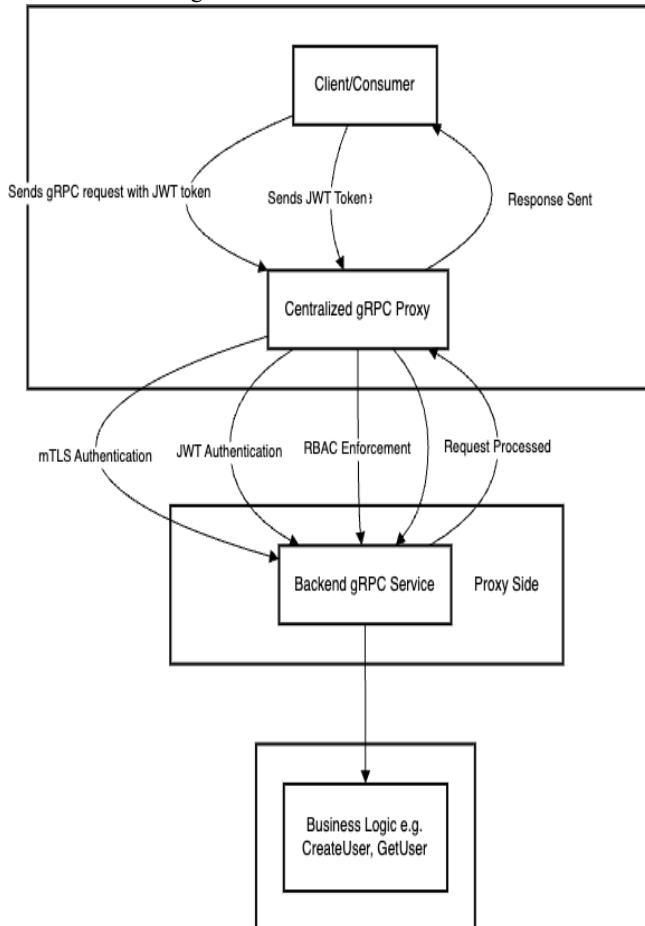 Client/Consumer
Sends gRPC request with JWT token
Sends JWT Token
Response Sent
Centralized gRPC Proxy
mTLS Authentication
JWT Authentication
RBAC Enforcement
Request Processed
Backend gRPC Service
Proxy Side
Business Logic e.g.
CreateUser, GetUser